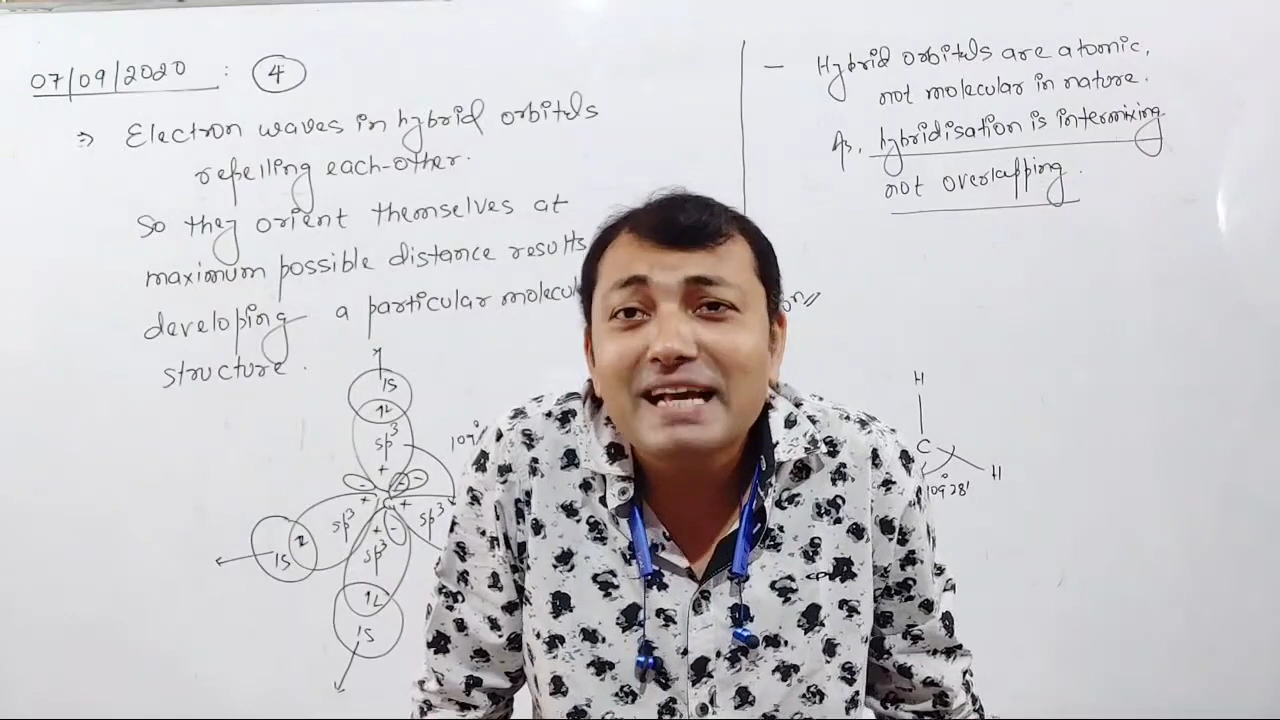 07/09/2020 : 4
⇒ Electron waves in hybrid orbitals
repelling each-other.
So they orient themselves at
maximum possible distance results
developing a particular
structure.
1s
1L
sp³
109°
+
-
-
+
C
+
sp³
sp³
1s
+
-
sp³
1L
1s
- Hybrid orbitals are atomic,
not molecular in nature.
As, hybridisation is intermixing
not overlapping.
H
C
H
109°28'